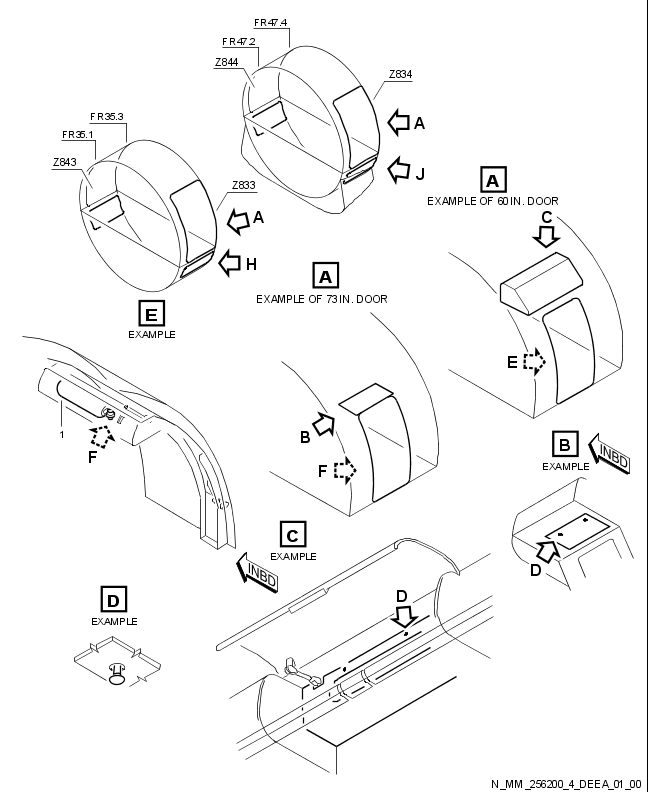 FR47.4
FR47.2
Z844
Z834
A
J
FR35.3
FR35.1
Z843
Z833
A
H
A
EXAMPLE OF 60 IN. DOOR
C
E
A
EXAMPLE OF 73 IN. DOOR
B
F
E
EXAMPLE
1
F
B
EXAMPLE
INBD
D
C
EXAMPLE
INBD
D
D
EXAMPLE
N_MM_256200_4_DEEA_01_00